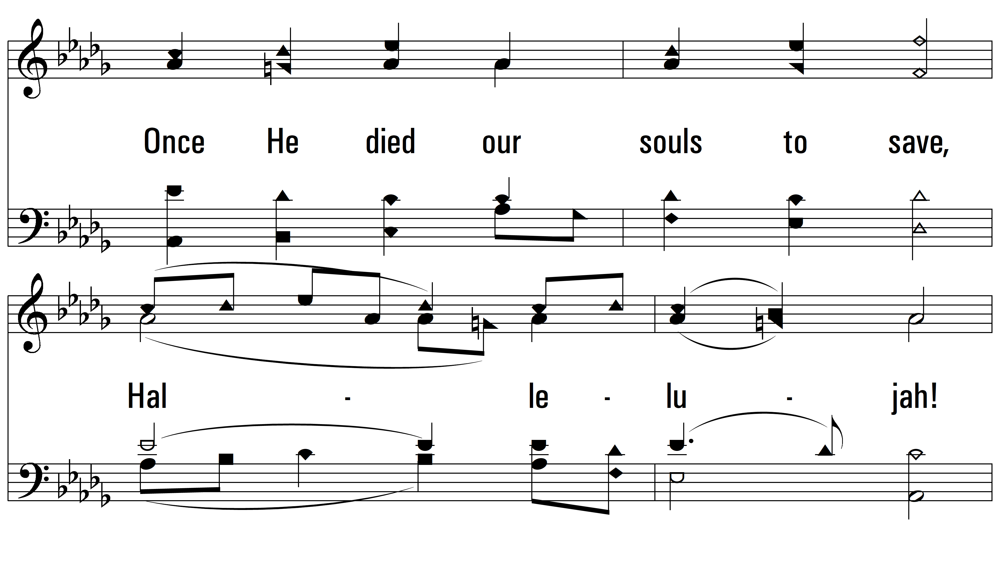 Once He died our souls to save,
Hal - le - lu - jah!